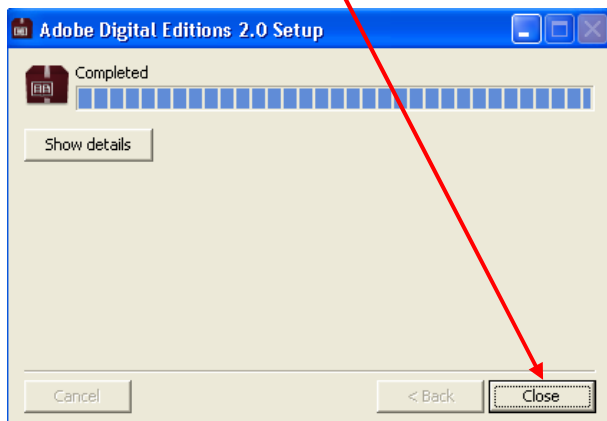 Adobe Digital Editions 2.0 Setup
Completed
Show details
Cancel < Back Close